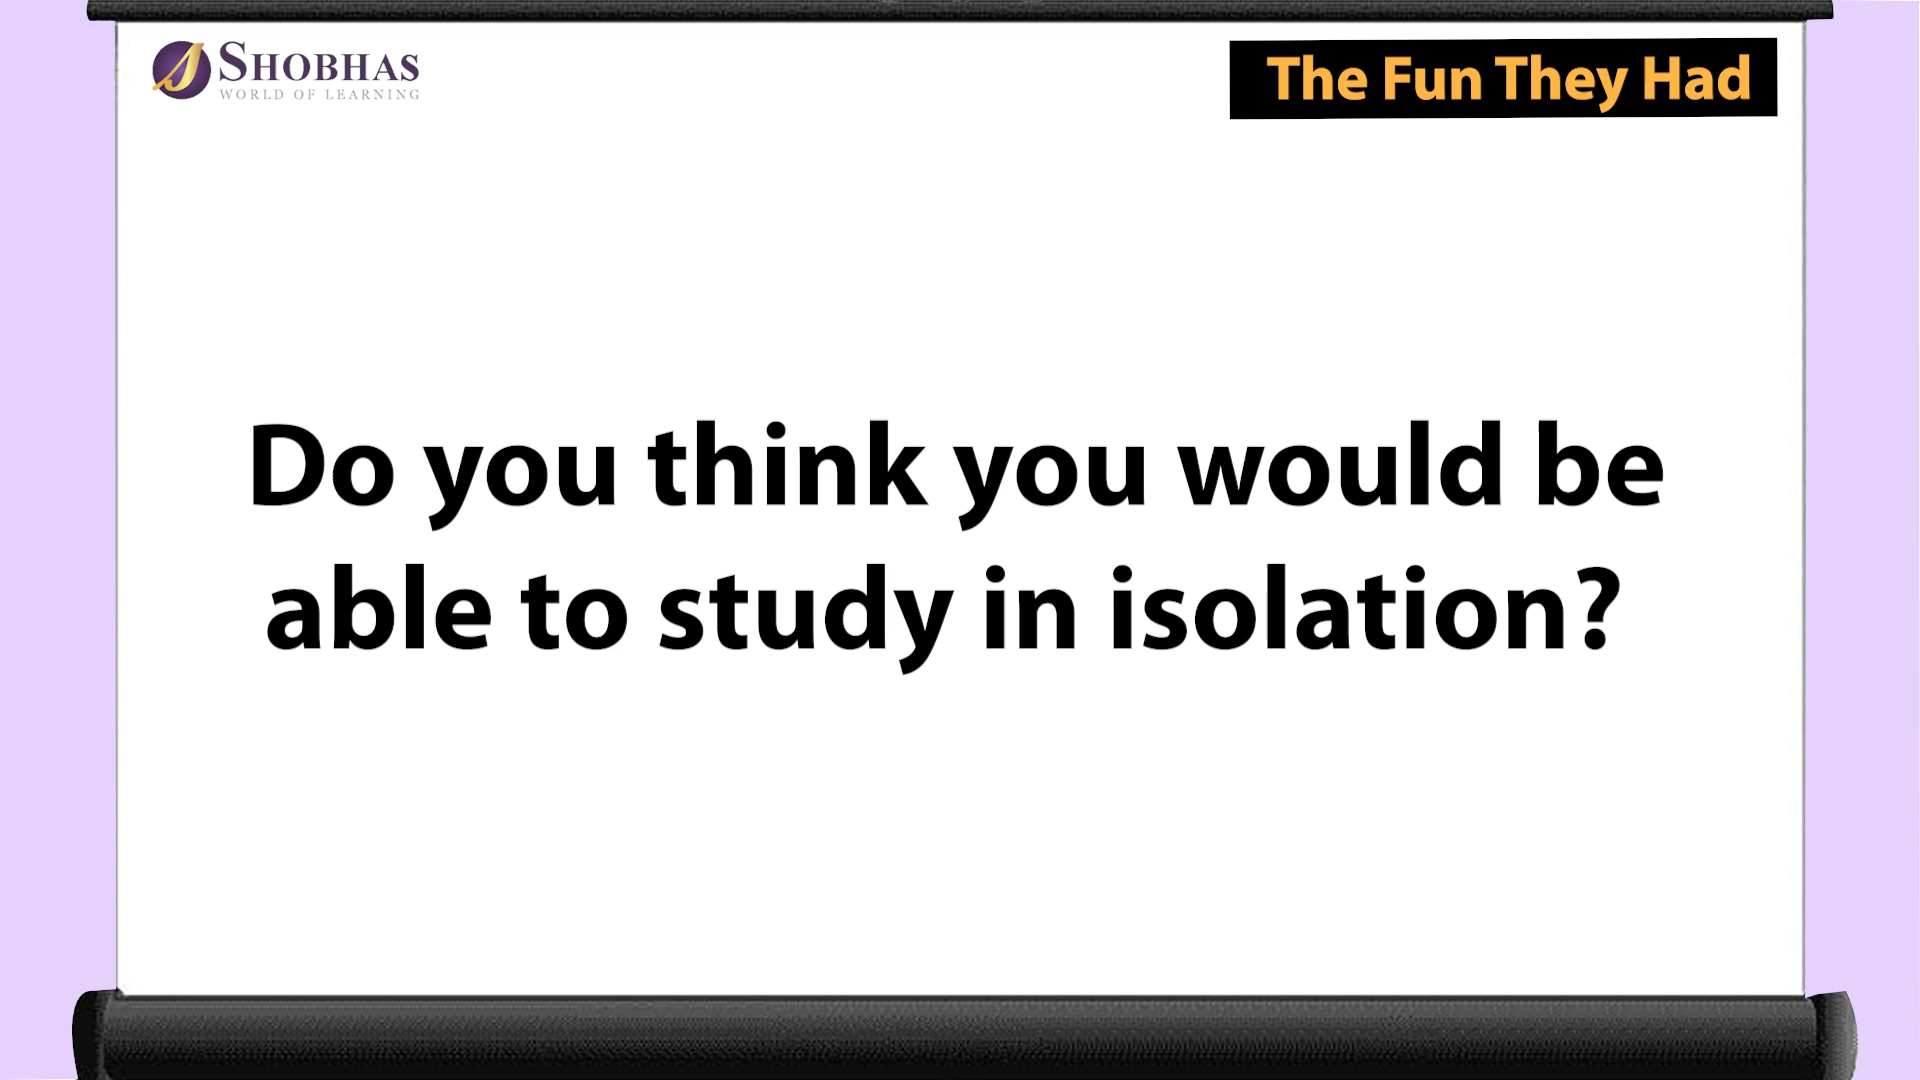 SHOBHAS
WORLD OF LEARNING
The Fun They Had
Do you think you would be
able to study in isolation?